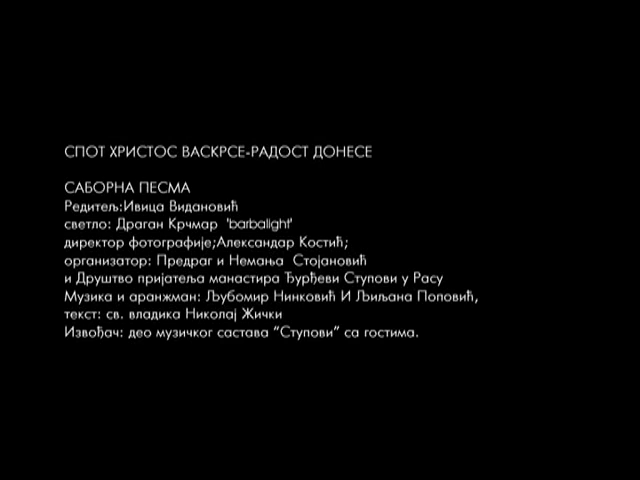 СПОТ ХРИСТОС ВАСКРСЕ-РАДОСТ ДОНЕСЕ
САБОРНА ПЕСМА
Редитељ:Ивица Видановић
светло: Драган Крчмар 'barbalight'
директор фотографије;Александар Костић;
организатор: Предраг и Немања Стојановић
и Друштво пријатеља манастира Ђурђеви Ступови у Расу
Музика и аранжман: Љубомир Нинковић И Љиљана Поповић,
текст: св. владика Николај Жички
Извођач: део музичког састава “Ступови” са гостима.